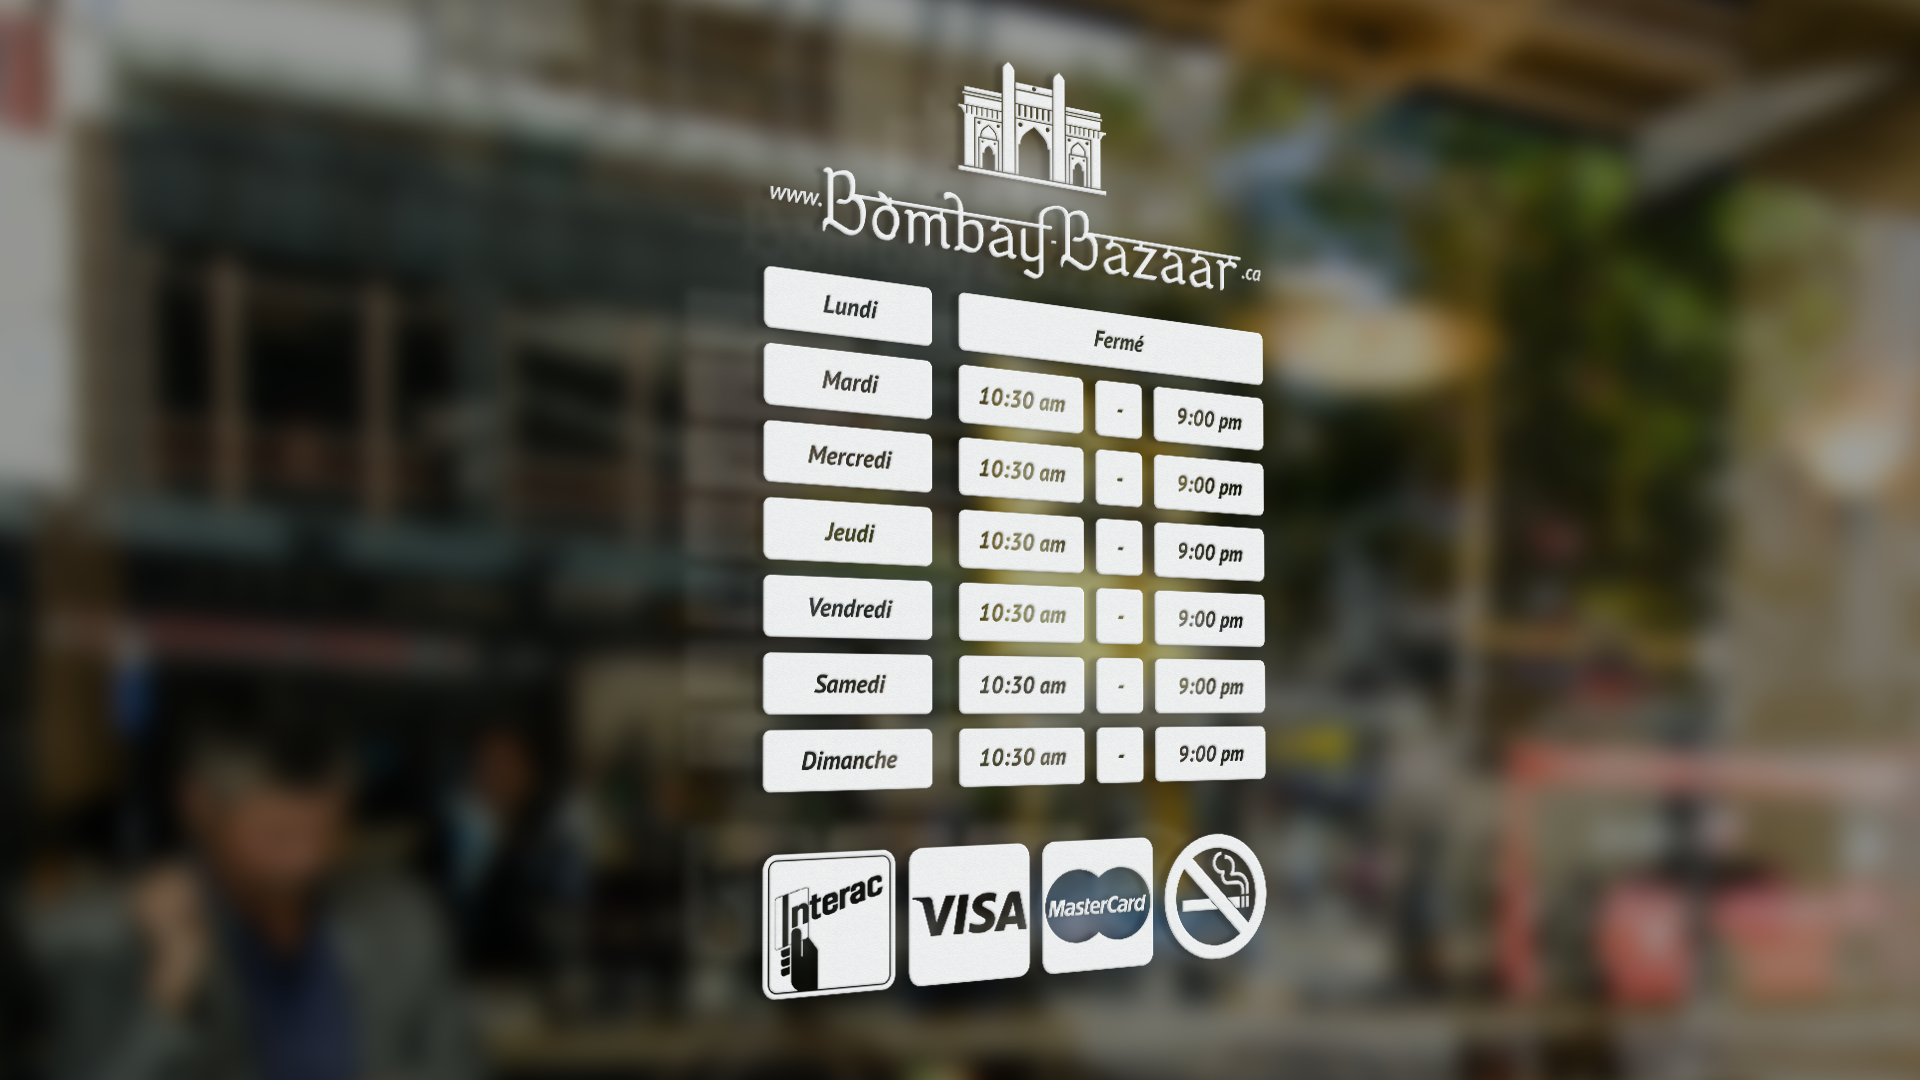 www.Bombay-Bazaar.ca
Lundi Fermé
Mardi 10:30 am - 9:00 pm
Mercredi 10:30 am - 9:00 pm
Jeudi 10:30 am - 9:00 pm
Vendredi 10:30 am - 9:00 pm
Samedi 10:30 am - 9:00 pm
Dimanche 10:30 am - 9:00 pm
Interac VISA MasterCard